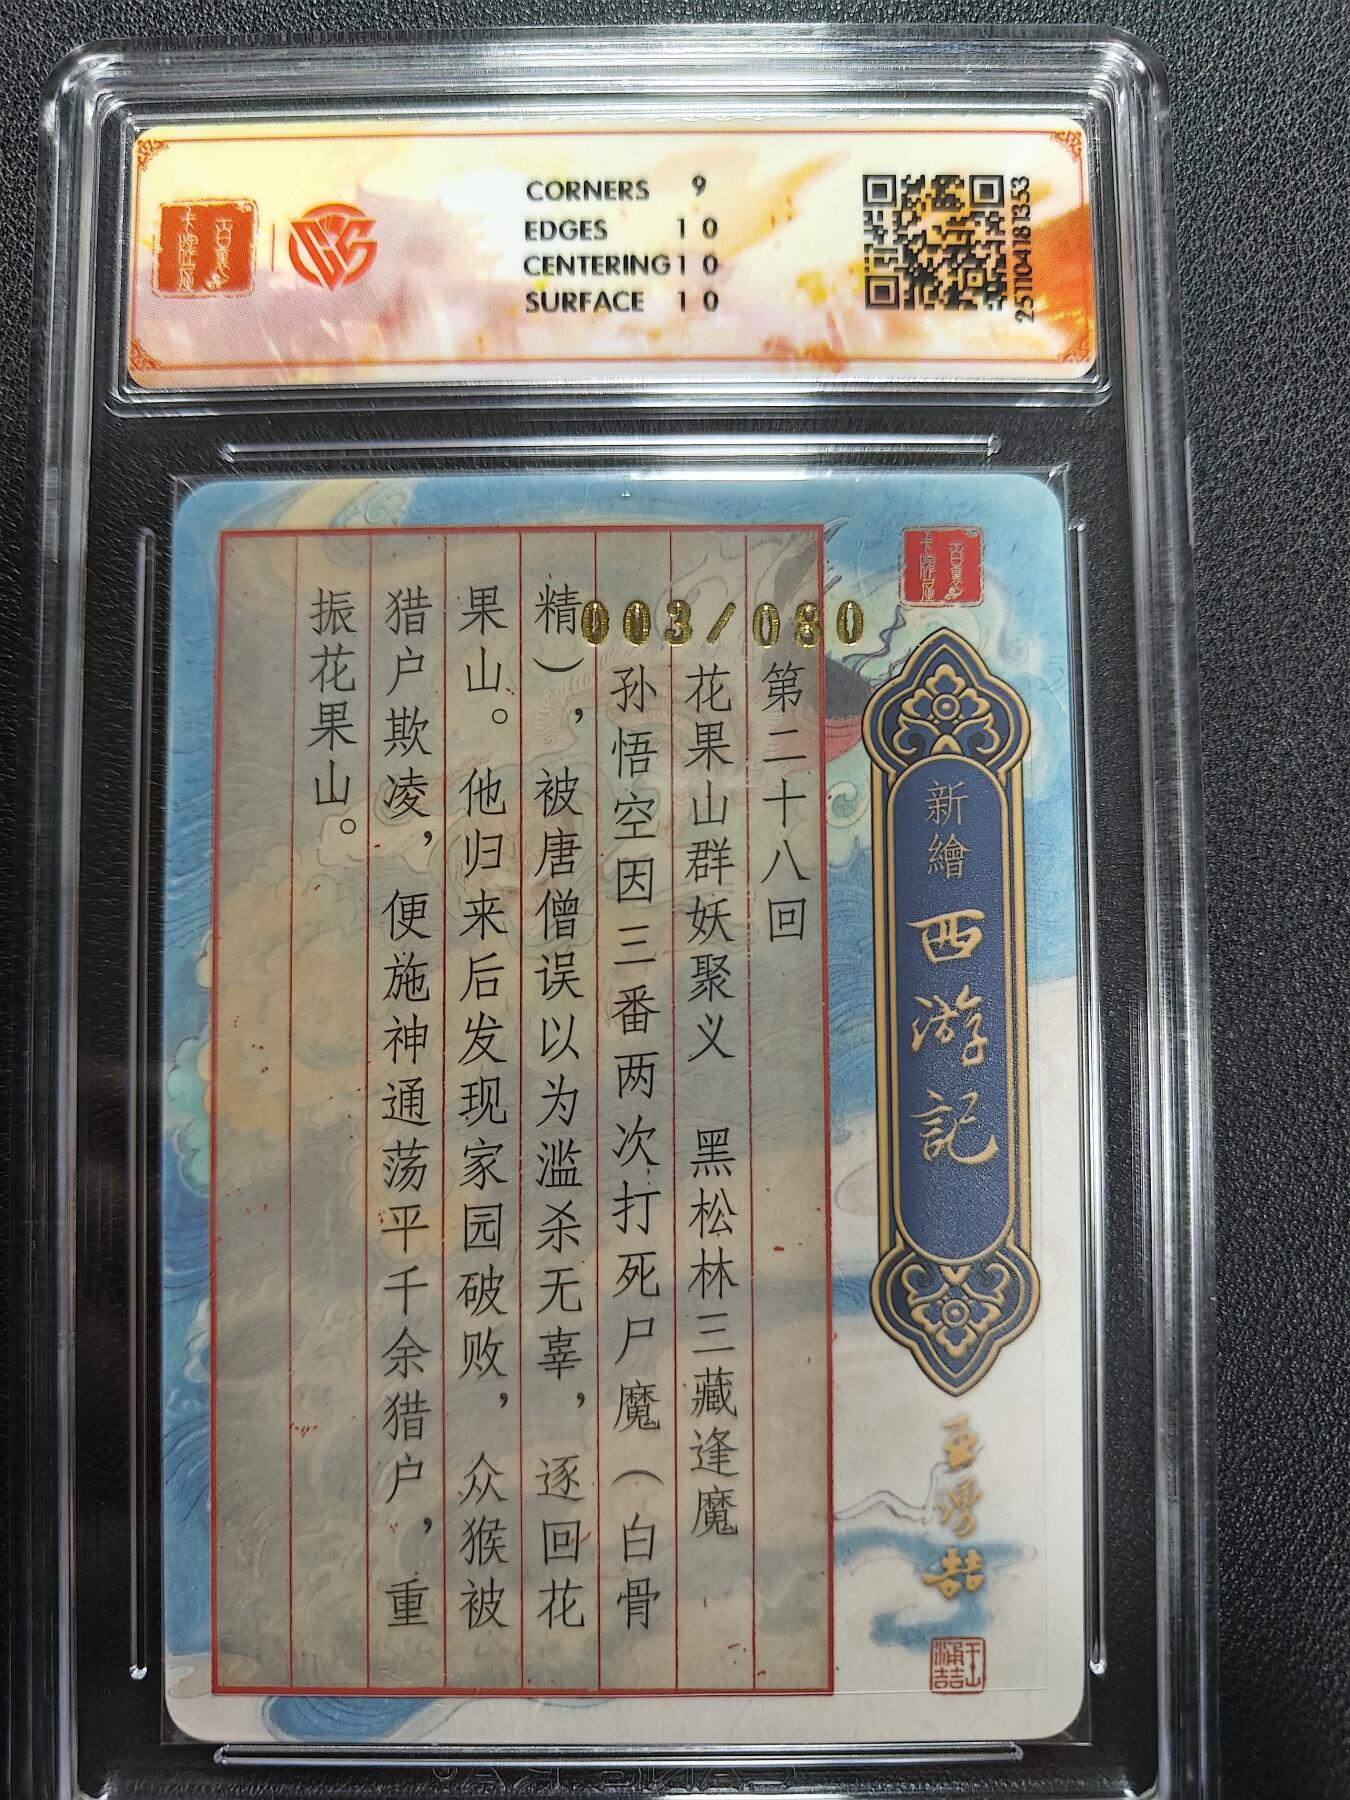 CORNERS 9
EDGES 10
CENTERING 10
SURFACE 10
251104181353
003/080
第二十八回
花果山群妖聚义 黑松林三藏逢魔
孙悟空因三番两次打死尸魔（白骨
精），被唐僧误以为滥杀无辜，逐回花
果山。他归来后发现家园破败，众猴被
猎户欺凌，便施神通荡平千余猎户，重
振花果山。
新繪
西游記